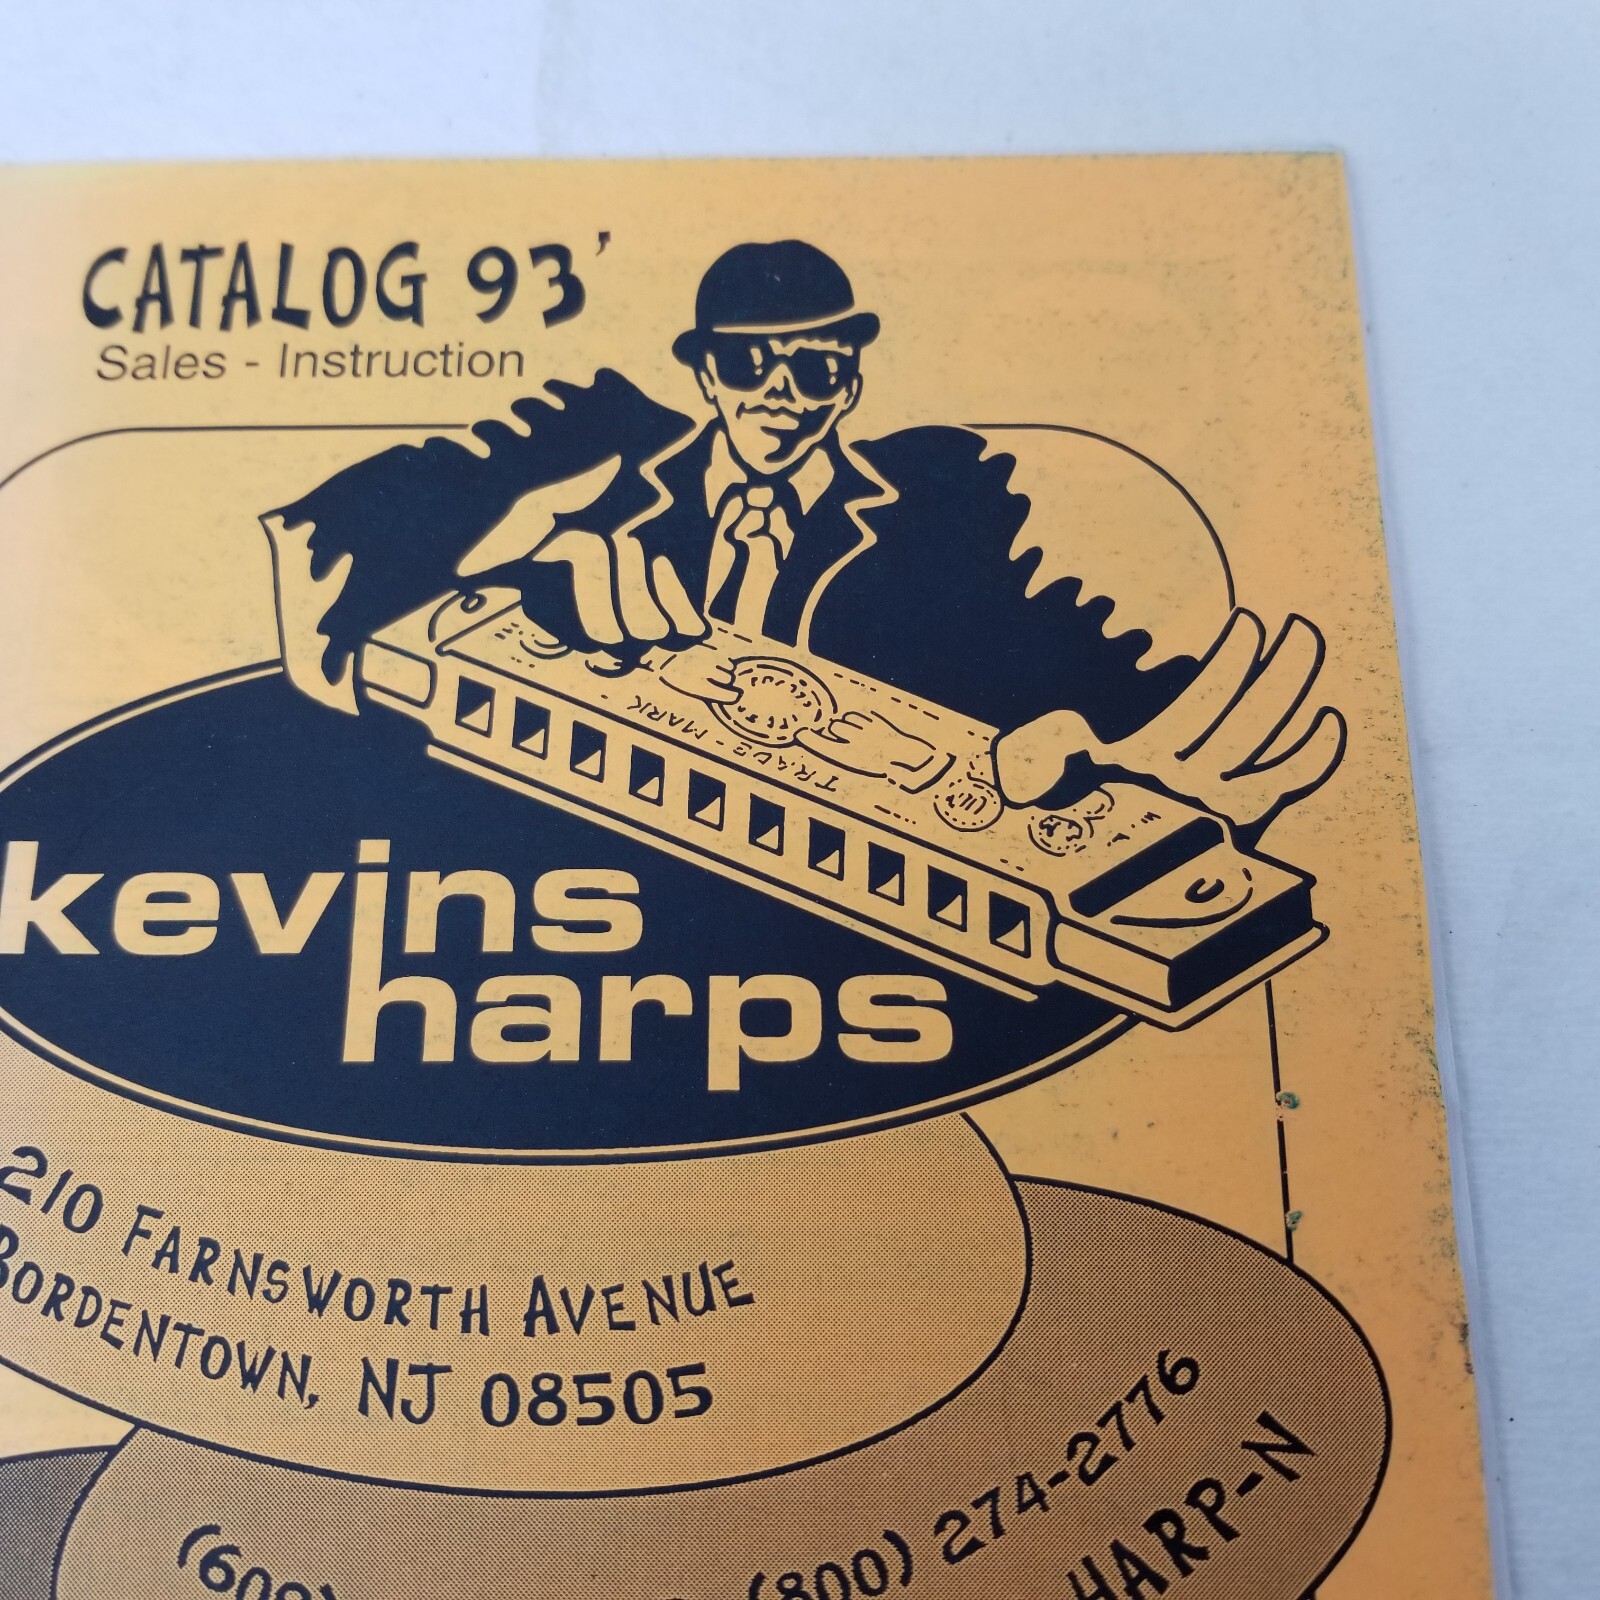 CATALOG 93'
Sales - Instruction
TRADE - MARK
kevins
harps
210 FARNSWORTH AVENUE
BORDENTOWN, NJ 08505
(800) 274-2776
HARP-N